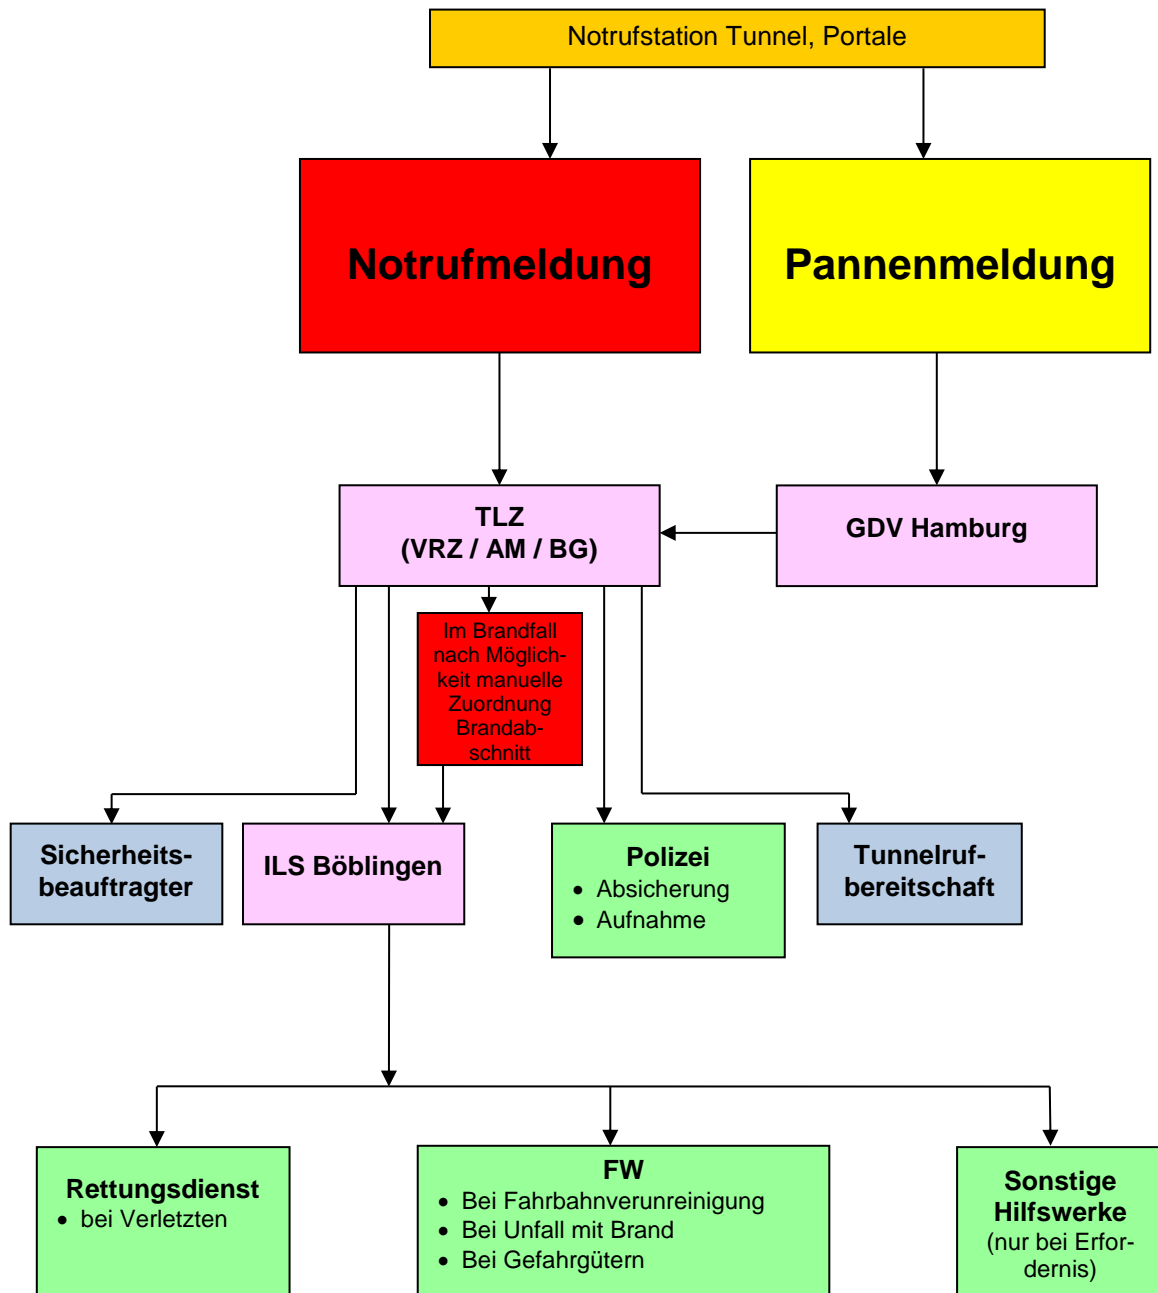 Notrufstation Tunnel, Portale
Notrufmeldung
Pannenmeldung
TLZ
(VRZ / AM / BG)
GDV Hamburg
Im Brandfall
nach Möglich-
keit manuelle
Zuordnung
Brandab-
schnitt
Sicherheits-
beauftragter
ILS Böblingen
Polizei
• Absicherung
• Aufnahme
Tunnelruf-
bereitschaft
Rettungsdienst
• bei Verletzten
FW
• Bei Fahrbahnverunreinigung
• Bei Unfall mit Brand
• Bei Gefahrgütern
Sonstige
Hilfswerke
(nur bei Erfor-
dernis)